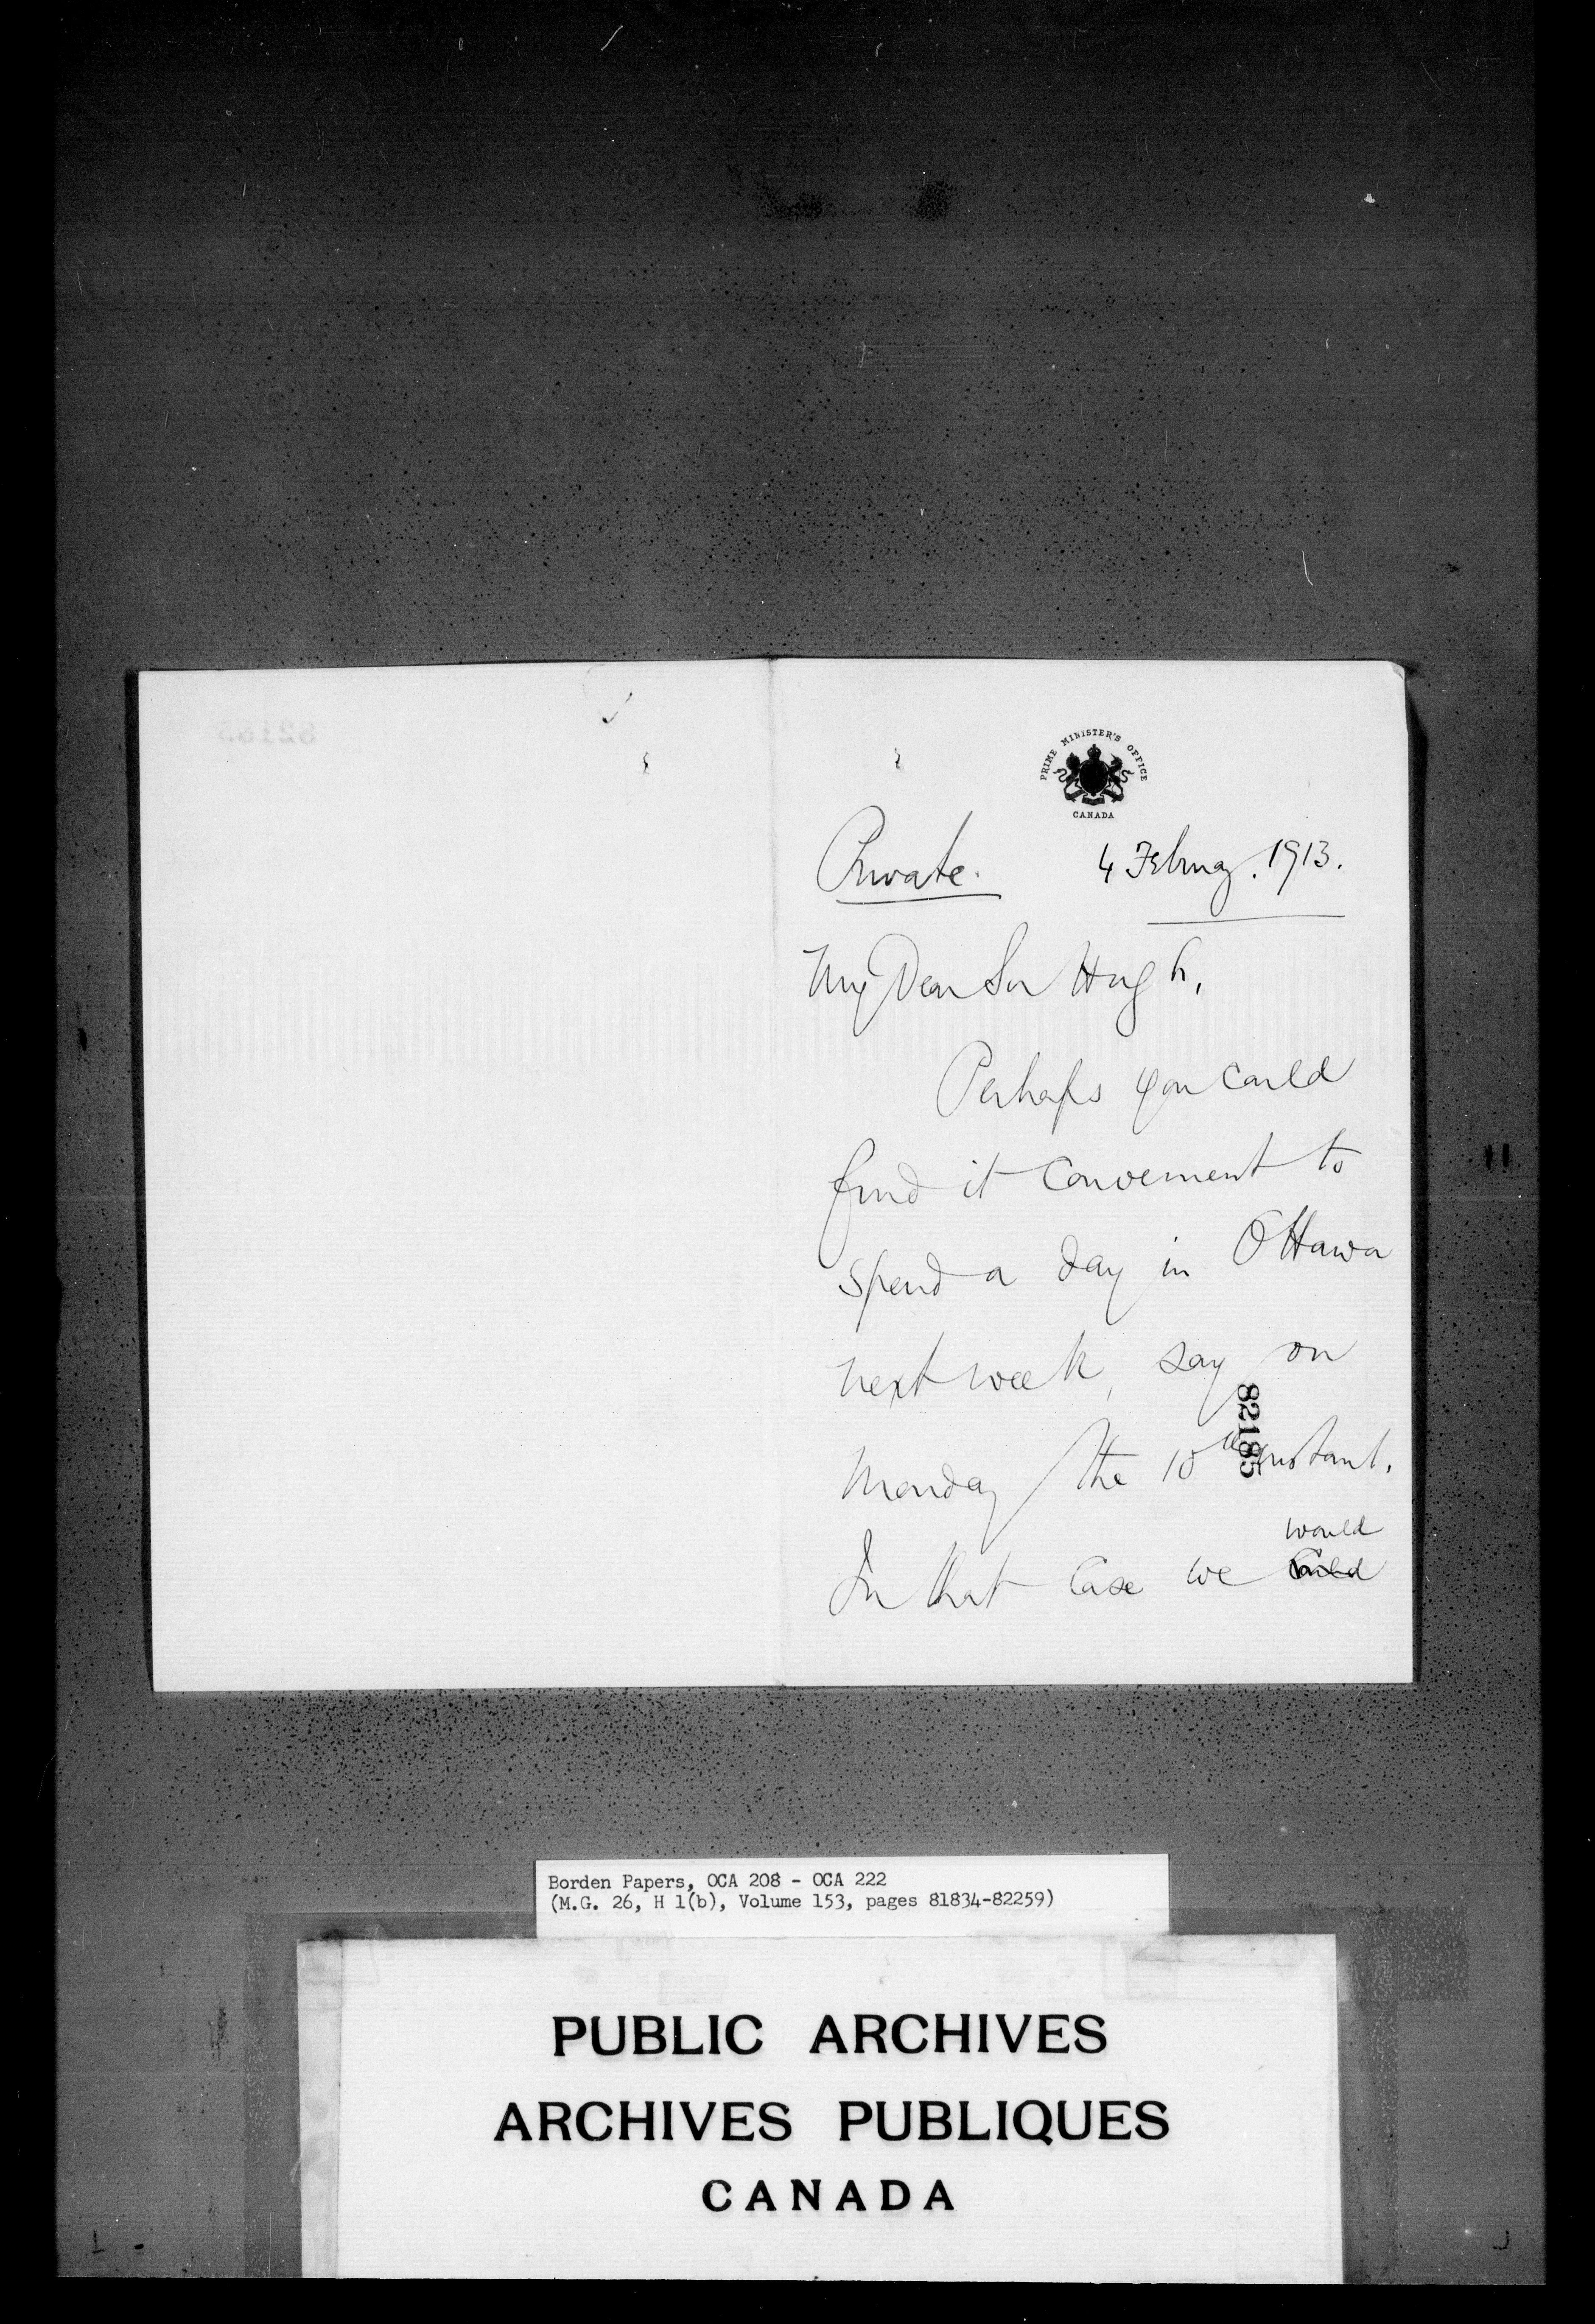 PRIME MINISTER'S OFFICE
CANADA
Private.
4 February. 1913.
My Dear Sir Hugh,
Perhaps you could
find it convenient to
spend a day in Ottawa
next week, say on
Monday the 10th instant.
would
In that case we could
82185
Borden Papers, OCA 208 - OCA 222
(M.G. 26, H 1(b), Volume 153, pages 81834-82259)
PUBLIC ARCHIVES
ARCHIVES PUBLIQUES
CANADA